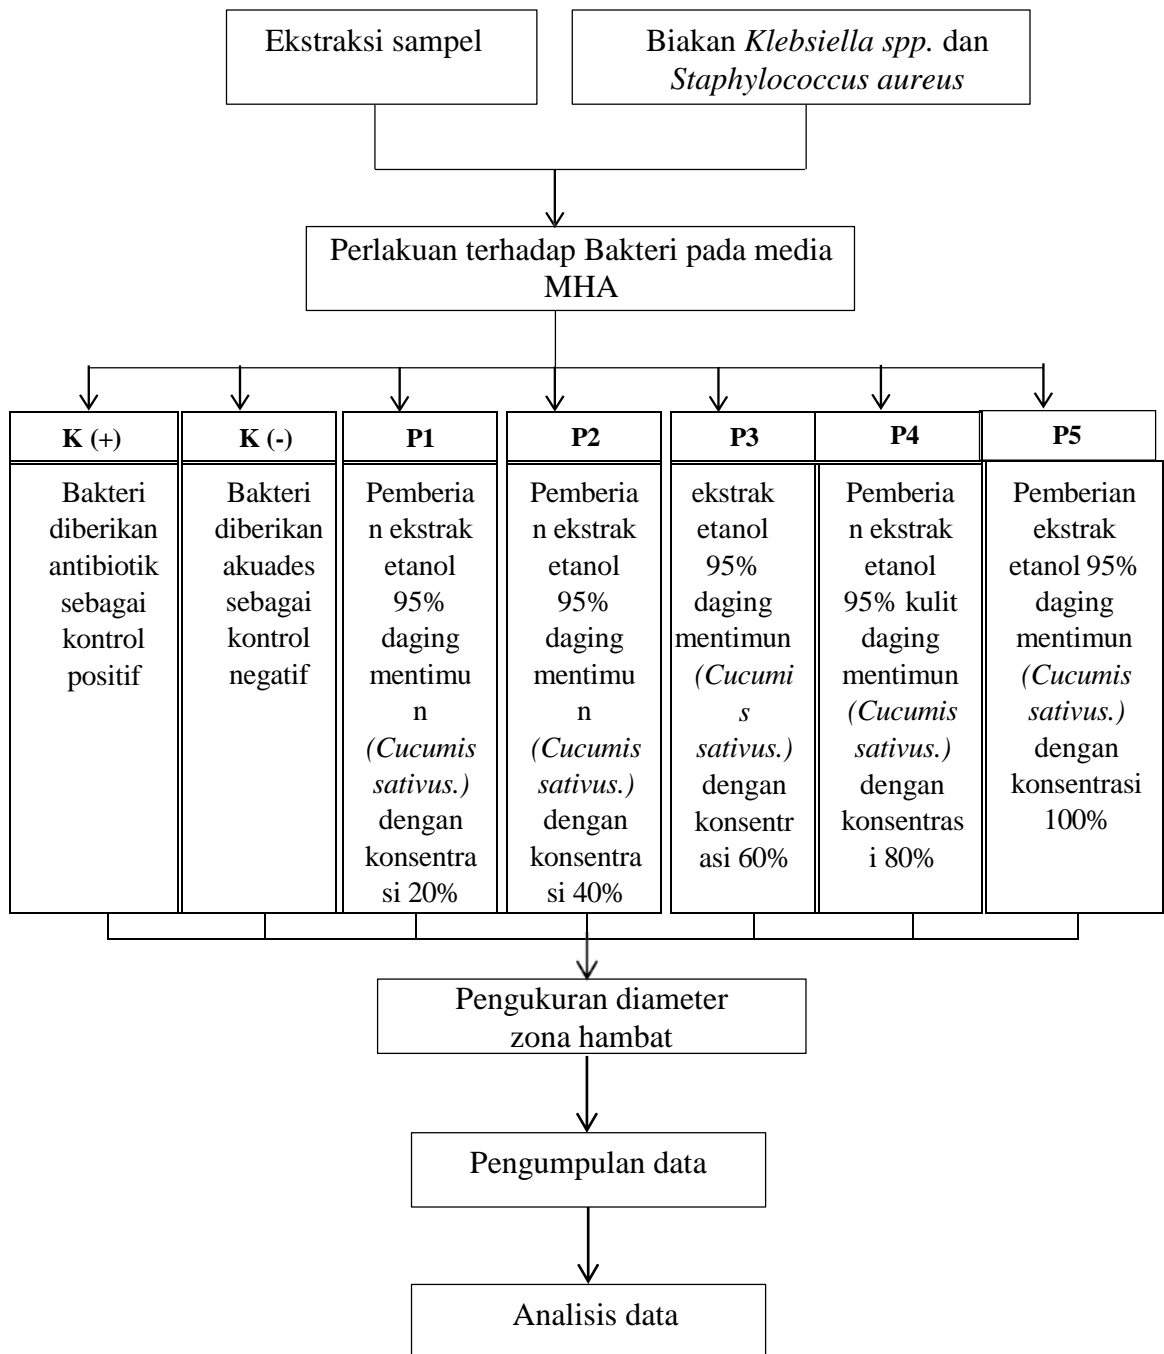 Ekstraksi sampel
Biakan Klebsiella spp. dan
Staphylococcus aureus
Perlakuan terhadap Bakteri pada media
MHA
K (+)
Bakteri
diberikan
antibiotik
sebagai
kontrol
positif
K (-)
Bakteri
diberikan
akuades
sebagai
kontrol
negatif
P1
Pemberia
n ekstrak
etanol
95%
daging
mentimu
n
(Cucumis
sativus.)
dengan
konsentra
si 20%
P2
Pemberia
n ekstrak
etanol
95%
daging
mentimu
n
(Cucumis
sativus.)
dengan
konsentra
si 40%
P3
ekstrak
etanol
95%
daging
mentimun
(Cucumi
s
sativus.)
dengan
konsentr
asi 60%
P4
Pemberia
n ekstrak
etanol
95% kulit
daging
mentimun
(Cucumis
sativus.)
dengan
konsentras
i 80%
P5
Pemberian
ekstrak
etanol 95%
daging
mentimun
(Cucumis
sativus.)
dengan
konsentrasi
100%
Pengukuran diameter
zona hambat
Pengumpulan data
Analisis data